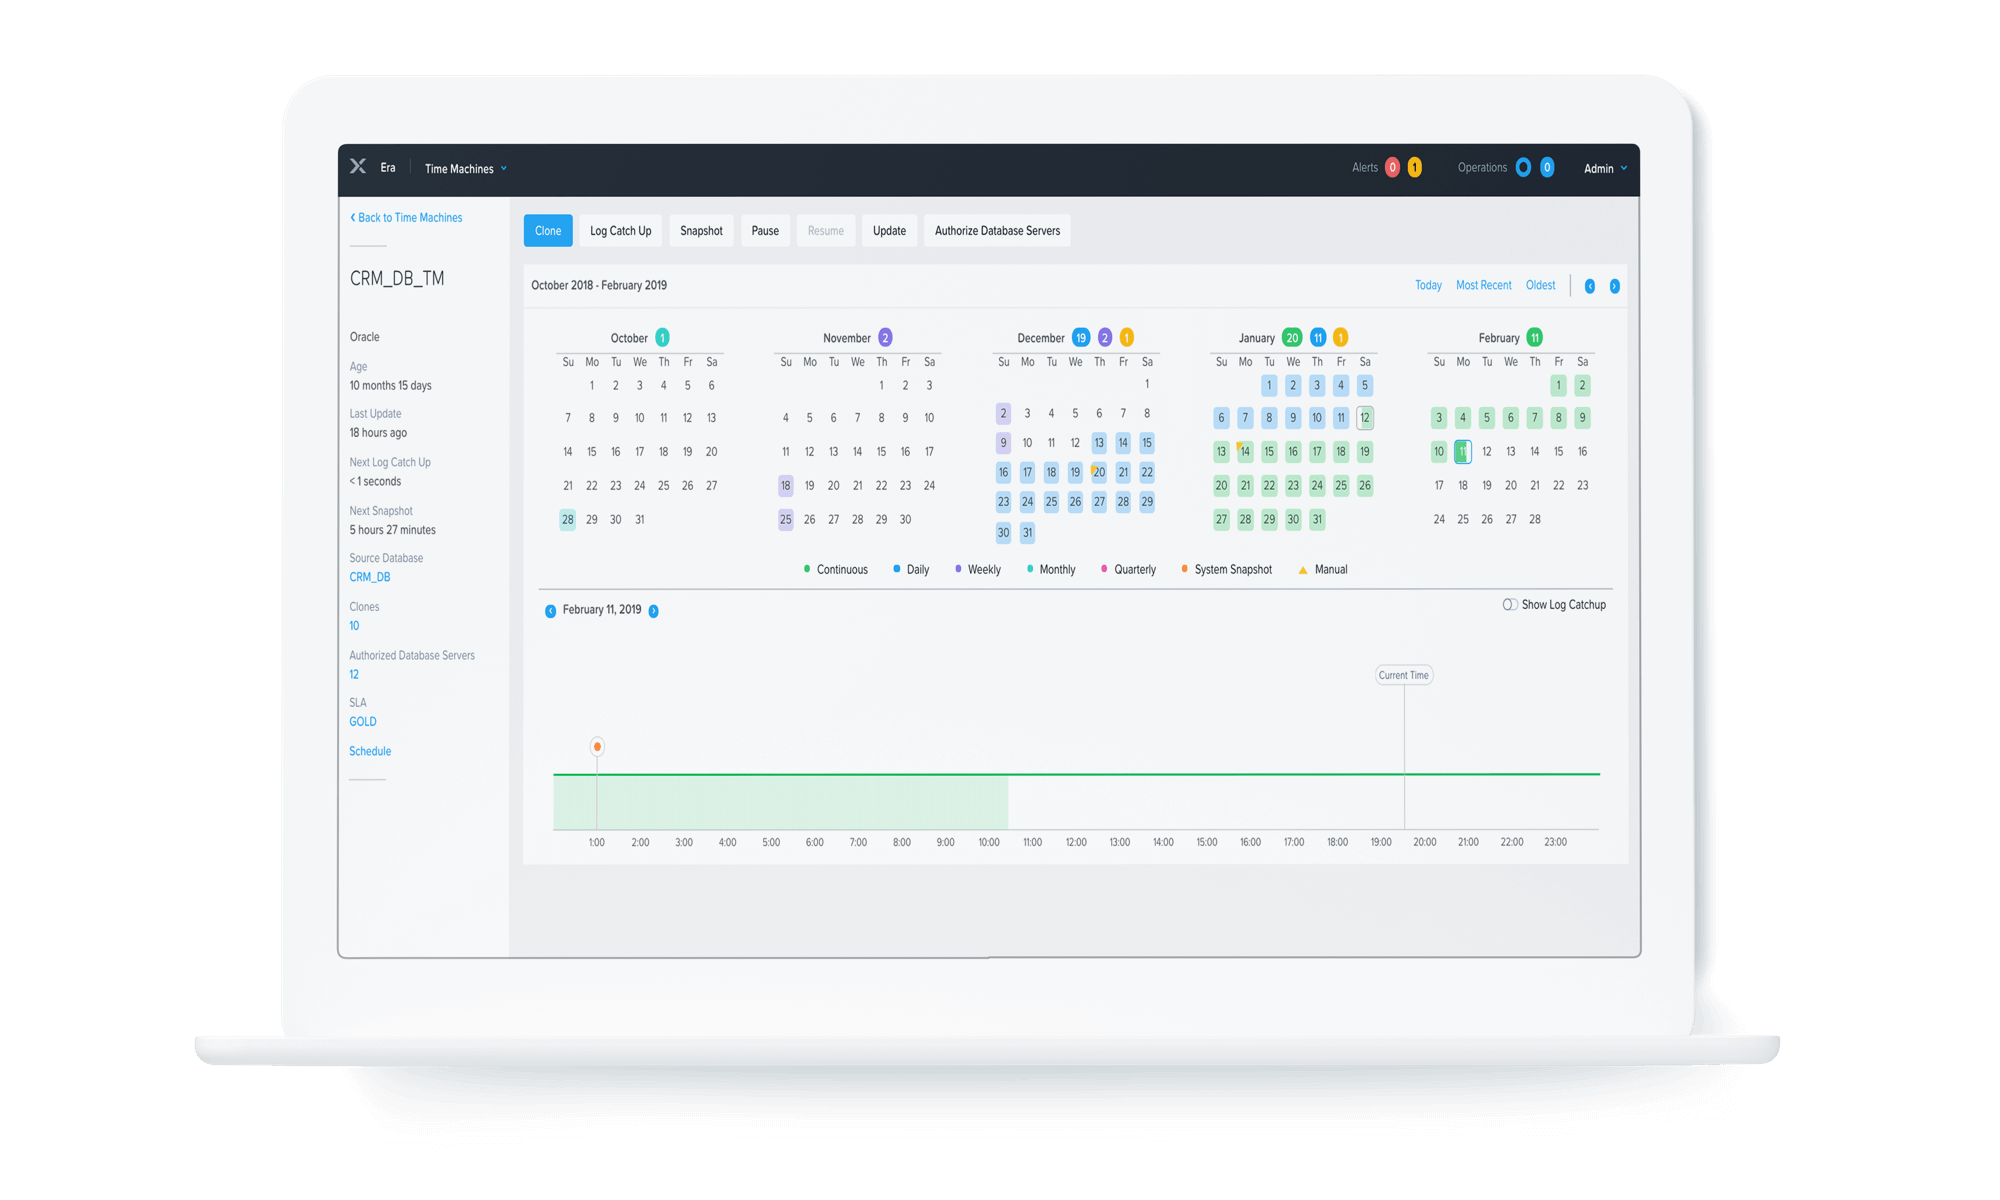 Era Time Machines Alerts 0 1 Operations 0 Admin
Back to Time Machines
CRM_DB_TM
Oracle
Age
10 months 15 days
Last Update
18 hours ago
Next Log Catch Up
< 1 seconds
Next Snapshot
5 hours 27 minutes
Source Database
CRM_DB
Clones
10
Authorized Database Servers
12
SLA
GOLD
Schedule
Clone Log Catch Up Snapshot Pause Resume Update Authorize Database Servers
October 2018 - February 2019 Today Most Recent Oldest
October 1
Su Mo Tu We Th Fr Sa
1 2 3 4 5 6
7 8 9 10 11 12 13
14 15 16 17 18 19 20
21 22 23 24 25 26 27
28 29 30 31
November 2
Su Mo Tu We Th Fr Sa
1 2 3
4 5 6 7 8 9 10
11 12 13 14 15 16 17
18 19 20 21 22 23 24
25 26 27 28 29 30
December 19 2 1
Su Mo Tu We Th Fr Sa
1
2 3 4 5 6 7 8
9 10 11 12 13 14 15
16 17 18 19 20 21 22
23 24 25 26 27 28 29
30 31
January 20 11 1
Su Mo Tu We Th Fr Sa
1 2 3 4 5
6 7 8 9 10 11 12
13 14 15 16 17 18 19
20 21 22 23 24 25 26
27 28 29 30 31
February 11
Su Mo Tu We Th Fr Sa
1 2
3 4 5 6 7 8 9
10 11 12 13 14 15 16
17 18 19 20 21 22 23
24 25 26 27 28
Continuous Daily Weekly Monthly Quarterly System Snapshot Manual
February 11, 2019 Show Log Catchup
Current Time
1:00 2:00 3:00 4:00 5:00 6:00 7:00 8:00 9:00 10:00 11:00 12:00 13:00 14:00 15:00 16:00 17:00 18:00 19:00 20:00 21:00 22:00 23:00